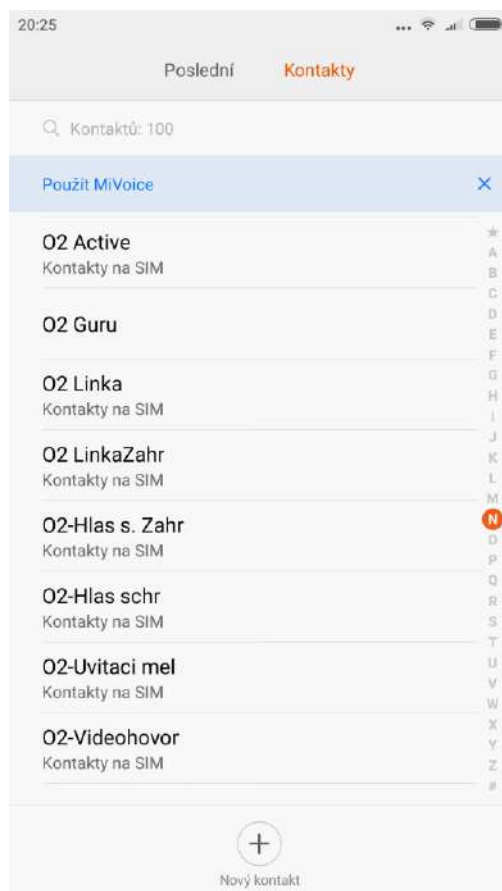 20:25
Poslední Kontakty
Kontaktů: 100
Použít MiVoice
O2 Active
Kontakty na SIM
O2 Guru
O2 Linka
Kontakty na SIM
O2 LinkaZahr
Kontakty na SIM
O2-Hlas s. Zahr
Kontakty na SIM
O2-Hlas schr
Kontakty na SIM
O2-Uvitaci mel
Kontakty na SIM
O2-Videohovor
Kontakty na SIM
A
B
C
D
E
F
G
H
I
J
K
L
M
N
O
P
Q
R
S
T
U
V
W
X
Y
Z
#
Nový kontakt